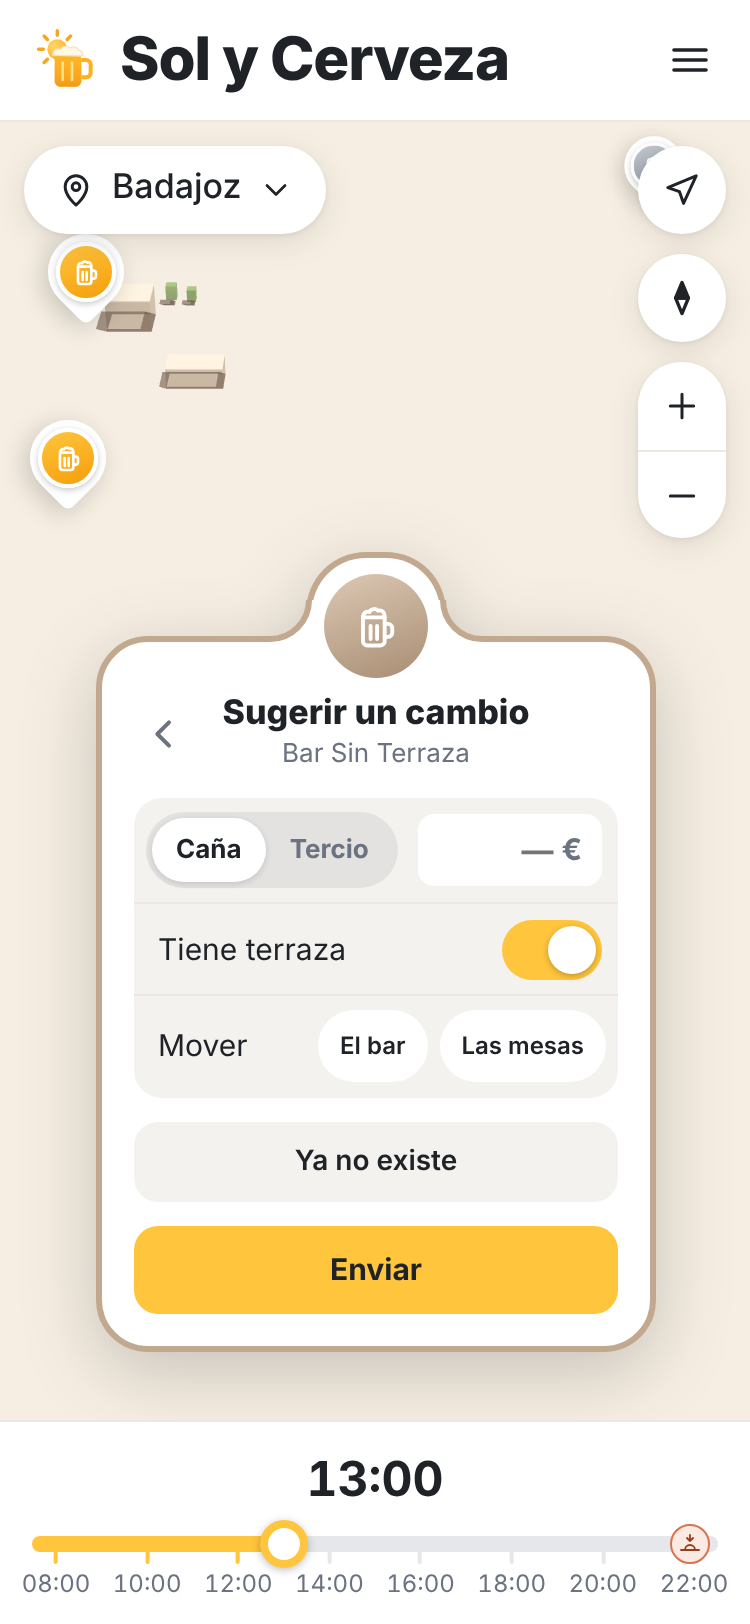 Sol y Cerveza
Badajoz
Sugerir un cambio
Bar Sin Terraza
Caña Tercio — €
Tiene terraza
Mover El bar Las mesas
Ya no existe
Enviar
13:00
08:00 10:00 12:00 14:00 16:00 18:00 20:00 22:00